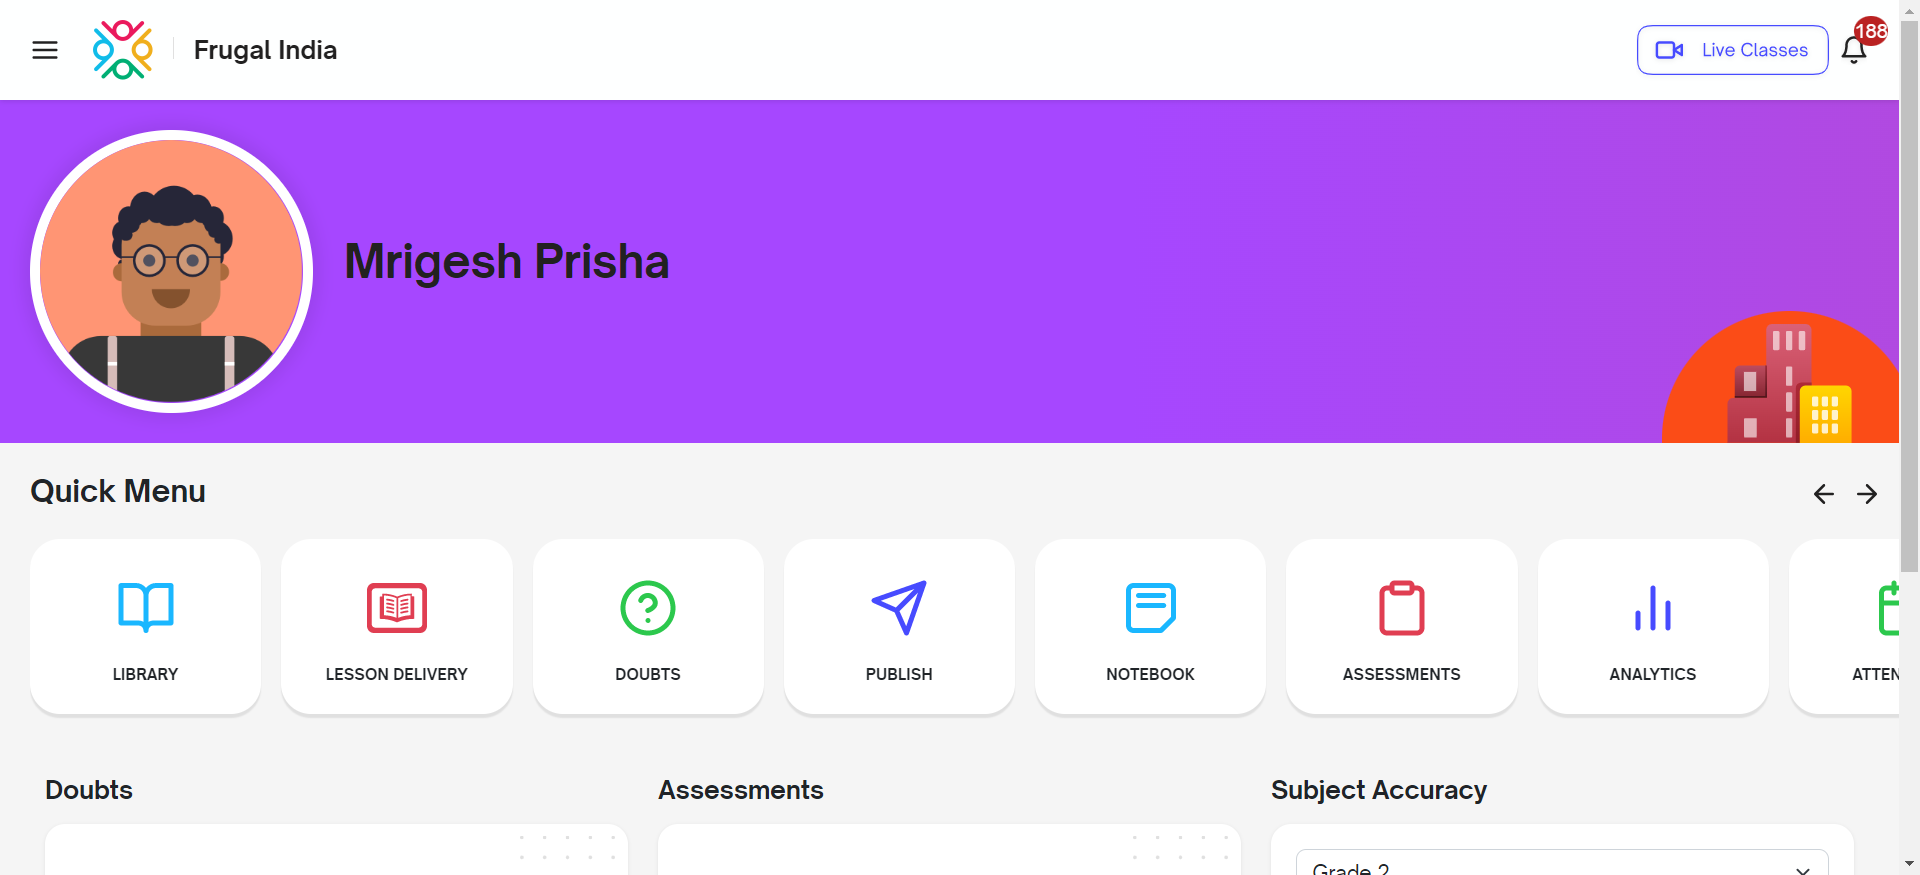 Frugal India
Live Classes
188
Mrigesh Prisha
Quick Menu
LIBRARY
LESSON DELIVERY
DOUBTS
PUBLISH
NOTEBOOK
ASSESSMENTS
ANALYTICS
ATTEN
Doubts
Assessments
Subject Accuracy
Grade 2